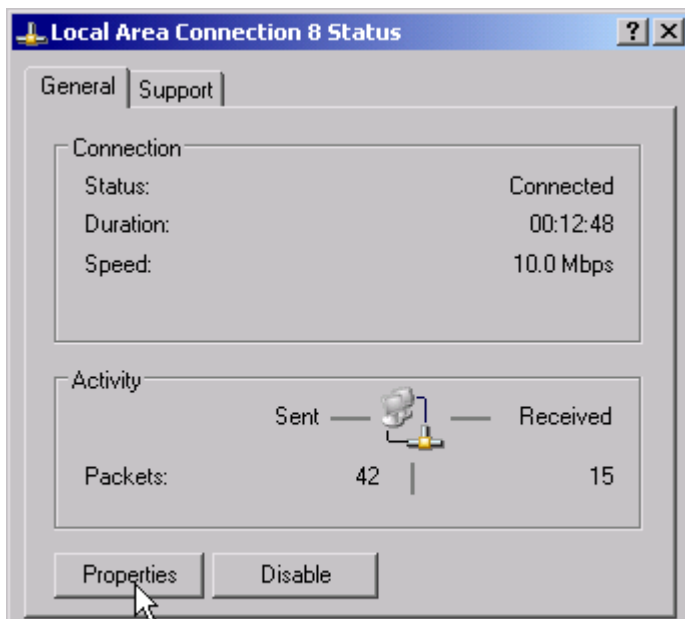 Local Area Connection 8 Status
General Support
Connection
Status: Connected
Duration: 00:12:48
Speed: 10.0 Mbps
Activity
Sent Received
Packets: 42 15
Properties Disable